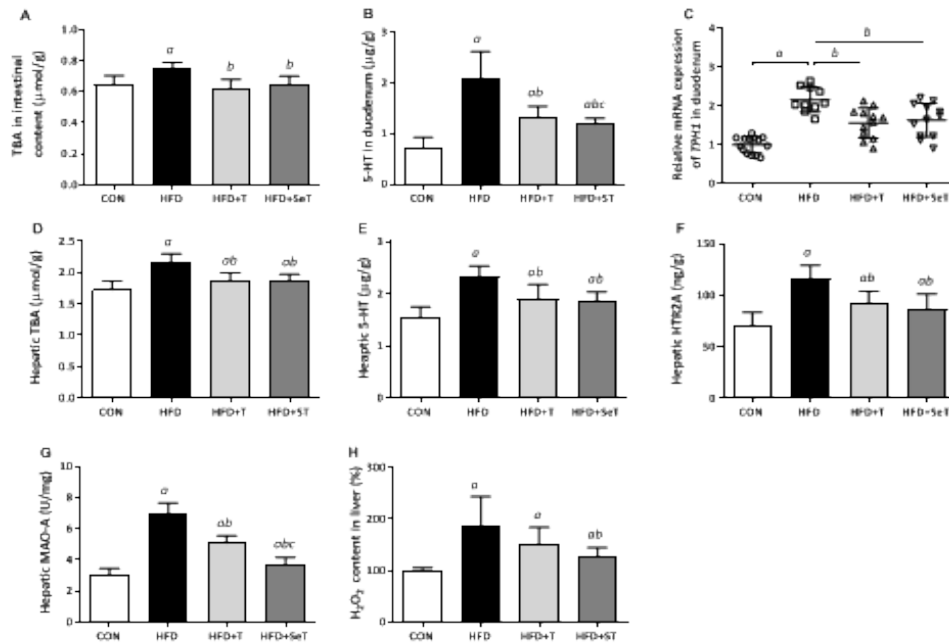 A
TBA in intestinal
content (μmol/g)
1.0
0.8
0.6
0.4
0.2
0.0
a
b
b
CON
HFD
HFD+T
HFD+SeT
B
5-HT in duodenum (μg/g)
3
2
1
0
a
ab
abc
CON
HFD
HFD+T
HFD+ST
C
Relative mRNA expression
of TPH1 in duodenum
4
3
2
1
0
a
b
b
CON
HFD
HFD+T
HFD+SeT
D
Hepatic TBA (μmol/g)
2.5
2.0
1.5
1.0
0.5
0.0
a
ab
ab
CON
HFD
HFD+T
HFD+ST
E
Heaptic 5-HT (μg/g)
3
2
1
0
a
ab
ab
CON
HFD
HFD+T
HFD+SeT
F
Hepatic HTR2A (ng/g)
150
100
50
0
a
ab
ab
CON
HFD
HFD+T
HFD+SeT
G
Hepatic MAO-A (U/mg)
10
8
6
4
2
0
a
ab
abc
CON
HFD
HFD+T
HFD+SeT
H
H2O2 content in liver (%)
300
200
150
100
50
0
a
a
ab
CON
HFD
HFD+T
HFD+ST